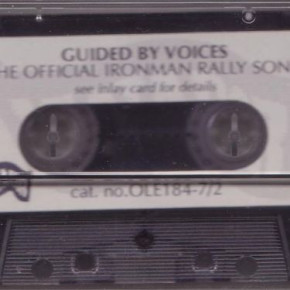 GUIDED BY VOICES
HE OFFICIAL IRONMAN RALLY SON
see inlay card for details
cat. no.OLE184-7/2